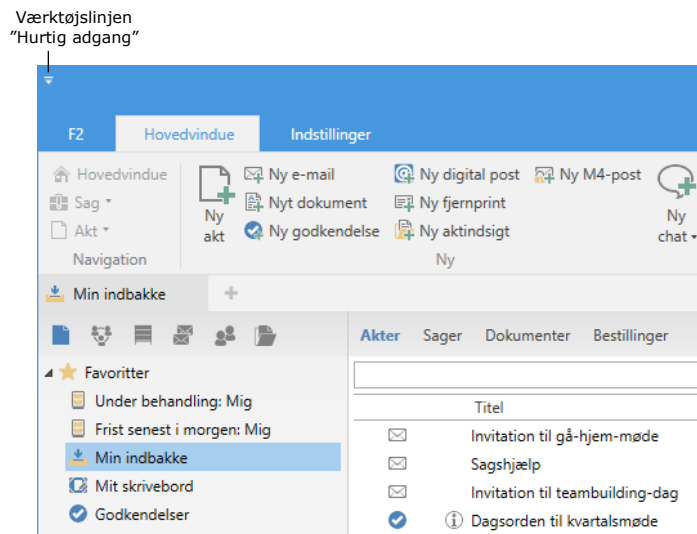 Værktøjslinjen
”Hurtig adgang”
F2 Hovedvindue Indstillinger
Hovedvindue
Sag
Akt
Navigation
Ny
akt
Ny e-mail
Nyt dokument
Ny godkendelse
Ny digital post
Ny fjernprint
Ny aktindsigt
Ny M4-post
Ny
Ny
chat
Min indbakke +
Akter Sager Dokumenter Bestillinger
Favoritter
Under behandling: Mig
Frist senest i morgen: Mig
Min indbakke
Mit skrivebord
Godkendelser
Titel
Invitation til gå-hjem-møde
Sagshjælp
Invitation til teambuilding-dag
Dagsorden til kvartalsmøde